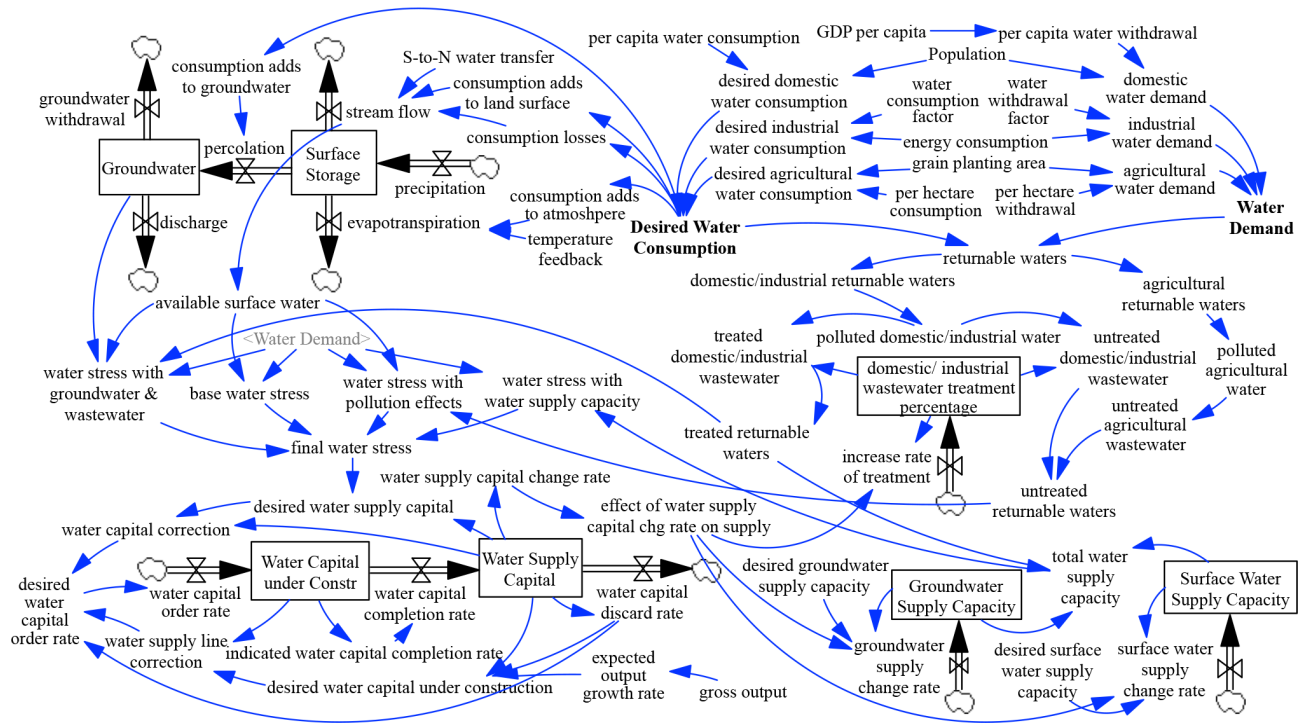 consumption adds
to groundwater
S-to-N water transfer
consumption adds
to land surface
stream flow
consumption losses
groundwater
withdrawal
Groundwater
percolation
Surface
Storage
precipitation
discharge
evapotranspiration
consumption adds
to atmoshpere
temperature
feedback
per capita water consumption
GDP per capita
per capita water withdrawal
Population
desired domestic
water consumption
water
consumption
factor
water
withdrawal
factor
domestic
water demand
desired industrial
water consumption
energy consumption
industrial
water demand
grain planting area
desired agricultural
water consumption
per hectare
consumption
per hectare
withdrawal
agricultural
water demand
Desired Water
Consumption
Water
Demand
returnable waters
domestic/industrial returnable waters
agricultural
returnable waters
available surface water
<Water Demand>
treated
domestic/industrial
wastewater
polluted domestic/industrial water
untreated
domestic/industrial
wastewater
polluted
agricultural
water
domestic/ industrial
wastewater treatment
percentage
water stress with
groundwater &
wastewater
base water stress
water stress with
pollution effects
water stress with
water supply capacity
untreated
agricultural
wastewater
treated returnable
waters
final water stress
increase rate
of treatment
untreated
returnable waters
water supply capital change rate
desired water supply capital
effect of water supply
capital chg rate on supply
water capital correction
Water Capital
under Constr
Water Supply
Capital
desired
water
capital
order rate
water capital
order rate
water capital
completion rate
water capital
discard rate
desired groundwater
supply capacity
Groundwater
Supply Capacity
total water
supply
capacity
Surface Water
Supply Capacity
water supply line
correction
indicated water capital completion rate
desired water capital under construction
expected
output
growth rate
gross output
groundwater
supply
change rate
desired surface
water supply
capacity
surface water
supply
change rate